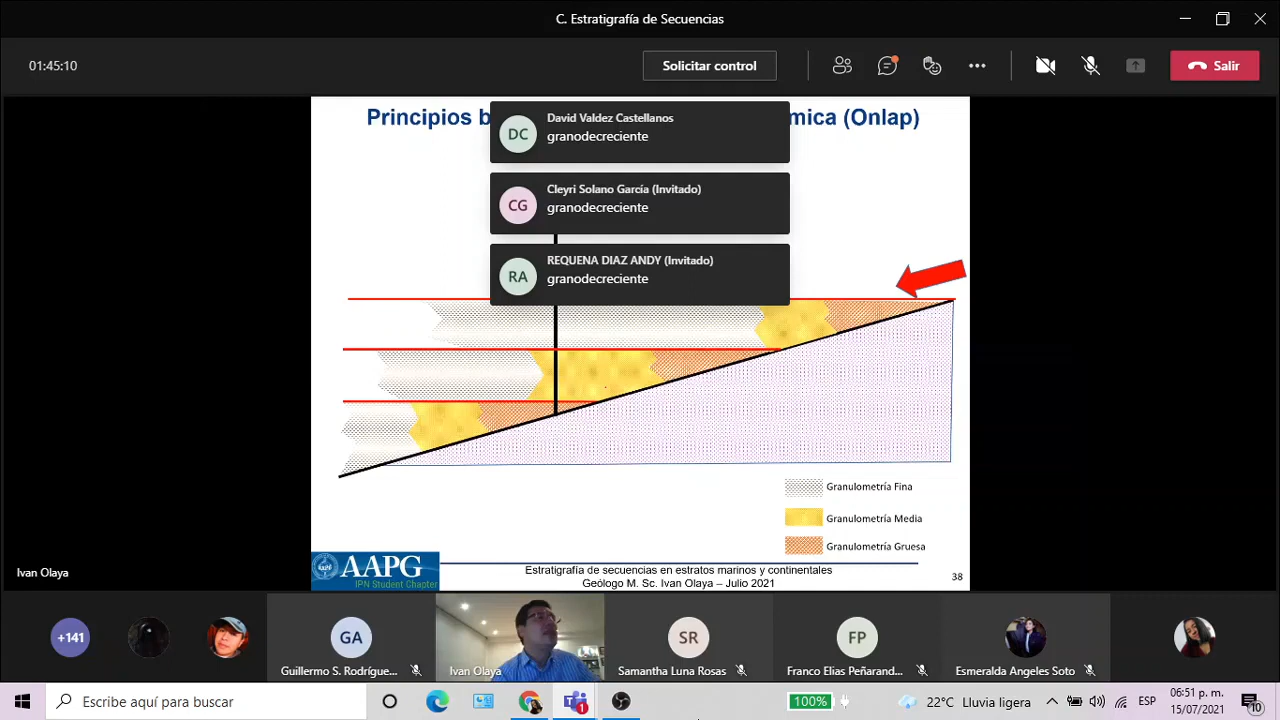 C. Estratigrafía de Secuencias
01:45:10
Solicitar control
Salir
Principios b
mica (Onlap)
DC
David Valdez Castellanos
granodecreciente
CG
Cleyri Solano García (Invitado)
granodecreciente
RA
REQUENA DIAZ ANDY (Invitado)
granodecreciente
Granulometría Fina
Granulometría Media
Granulometría Gruesa
AAPG
IPN Student Chapter
Estratigrafía de secuencias en estratos marinos y continentales
Geólogo M. Sc. Ivan Olaya – Julio 2021
38
Ivan Olaya
+141
GA
Guillermo S. Rodrígue...
Ivan Olaya
SR
Samantha Luna Rosas
FP
Franco Elias Peñarand...
Esmeralda Angeles Soto
Escribe aquí para buscar
1
100%
22°C Lluvia ligera
ESP
06:51 p. m.
15/07/2021
10